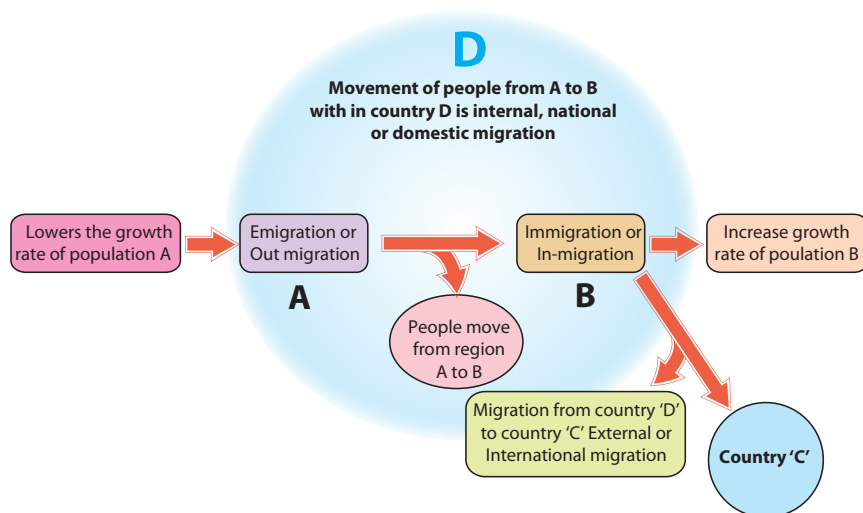 D
Movement of people from A to B
with in country D is internal, national
or domestic migration
Lowers the growth
rate of population A
Emigration or
Out migration
A
Immigration or
In-migration
B
Increase growth
rate of poulation B
People move
from region
A to B
Migration from country ‘D’
to country ‘C’ External or
International migration
Country ‘C’